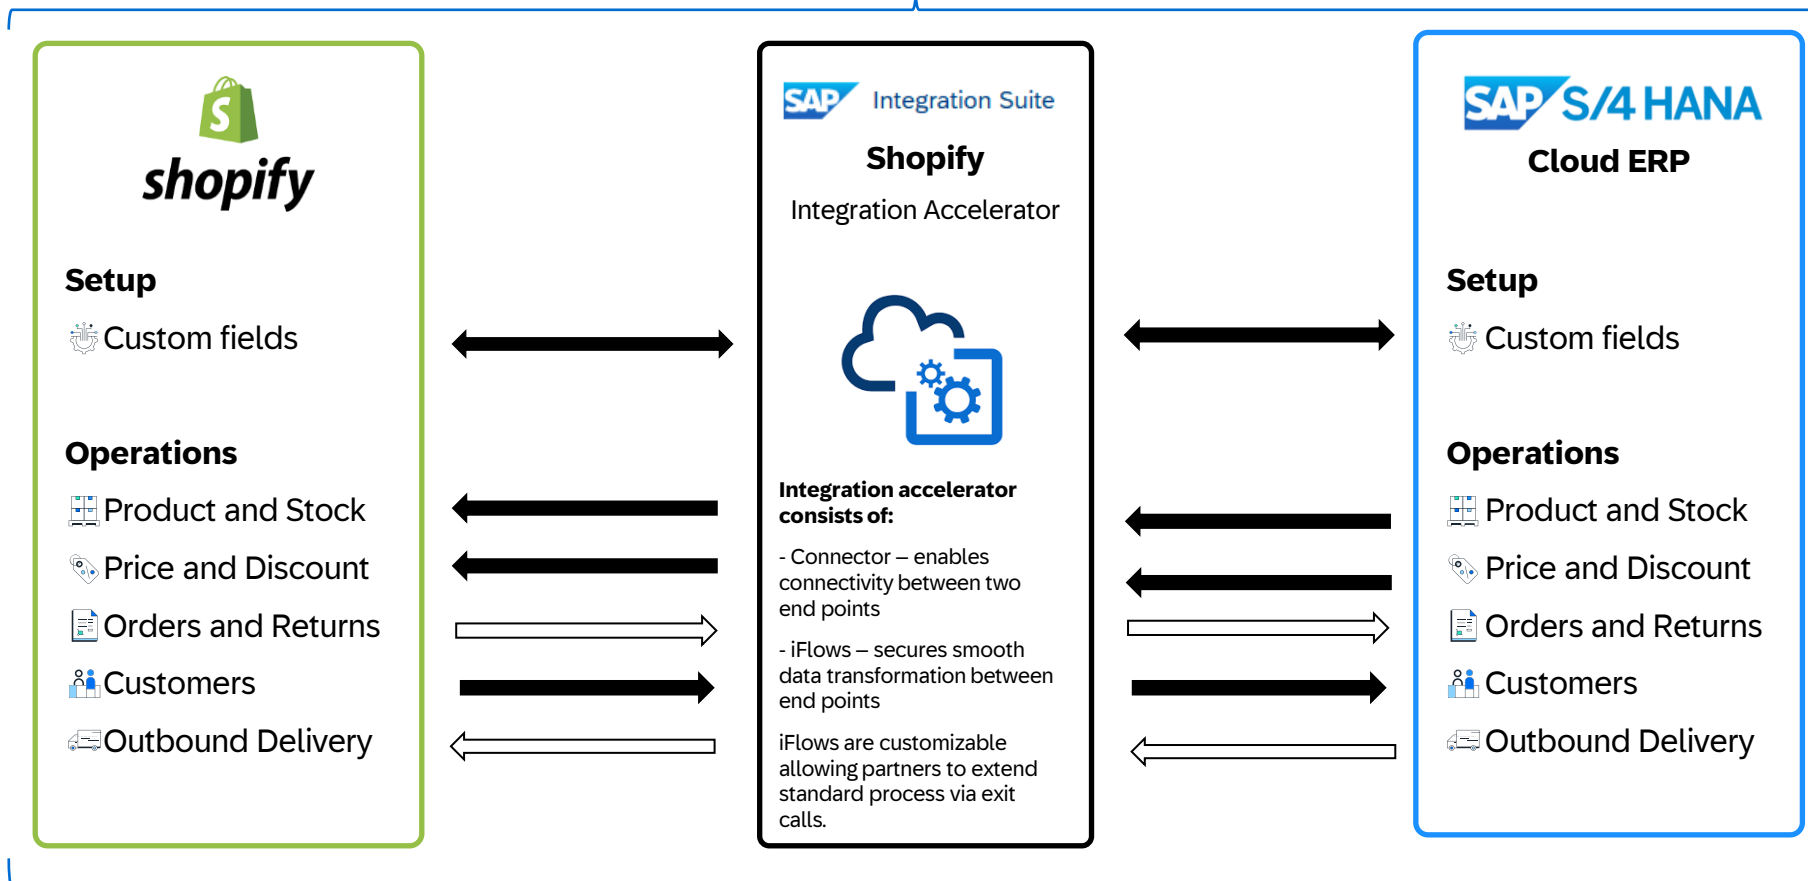 shopify
Setup
Custom fields
Operations
Product and Stock
Price and Discount
Orders and Returns
Customers
Outbound Delivery
SAP Integration Suite
Shopify
Integration Accelerator
Integration accelerator
consists of:
- Connector – enables
connectivity between two
end points
- iFlows – secures smooth
data transformation between
end points
iFlows are customizable
allowing partners to extend
standard process via exit
calls.
SAP S/4 HANA
Cloud ERP
Setup
Custom fields
Operations
Product and Stock
Price and Discount
Orders and Returns
Customers
Outbound Delivery